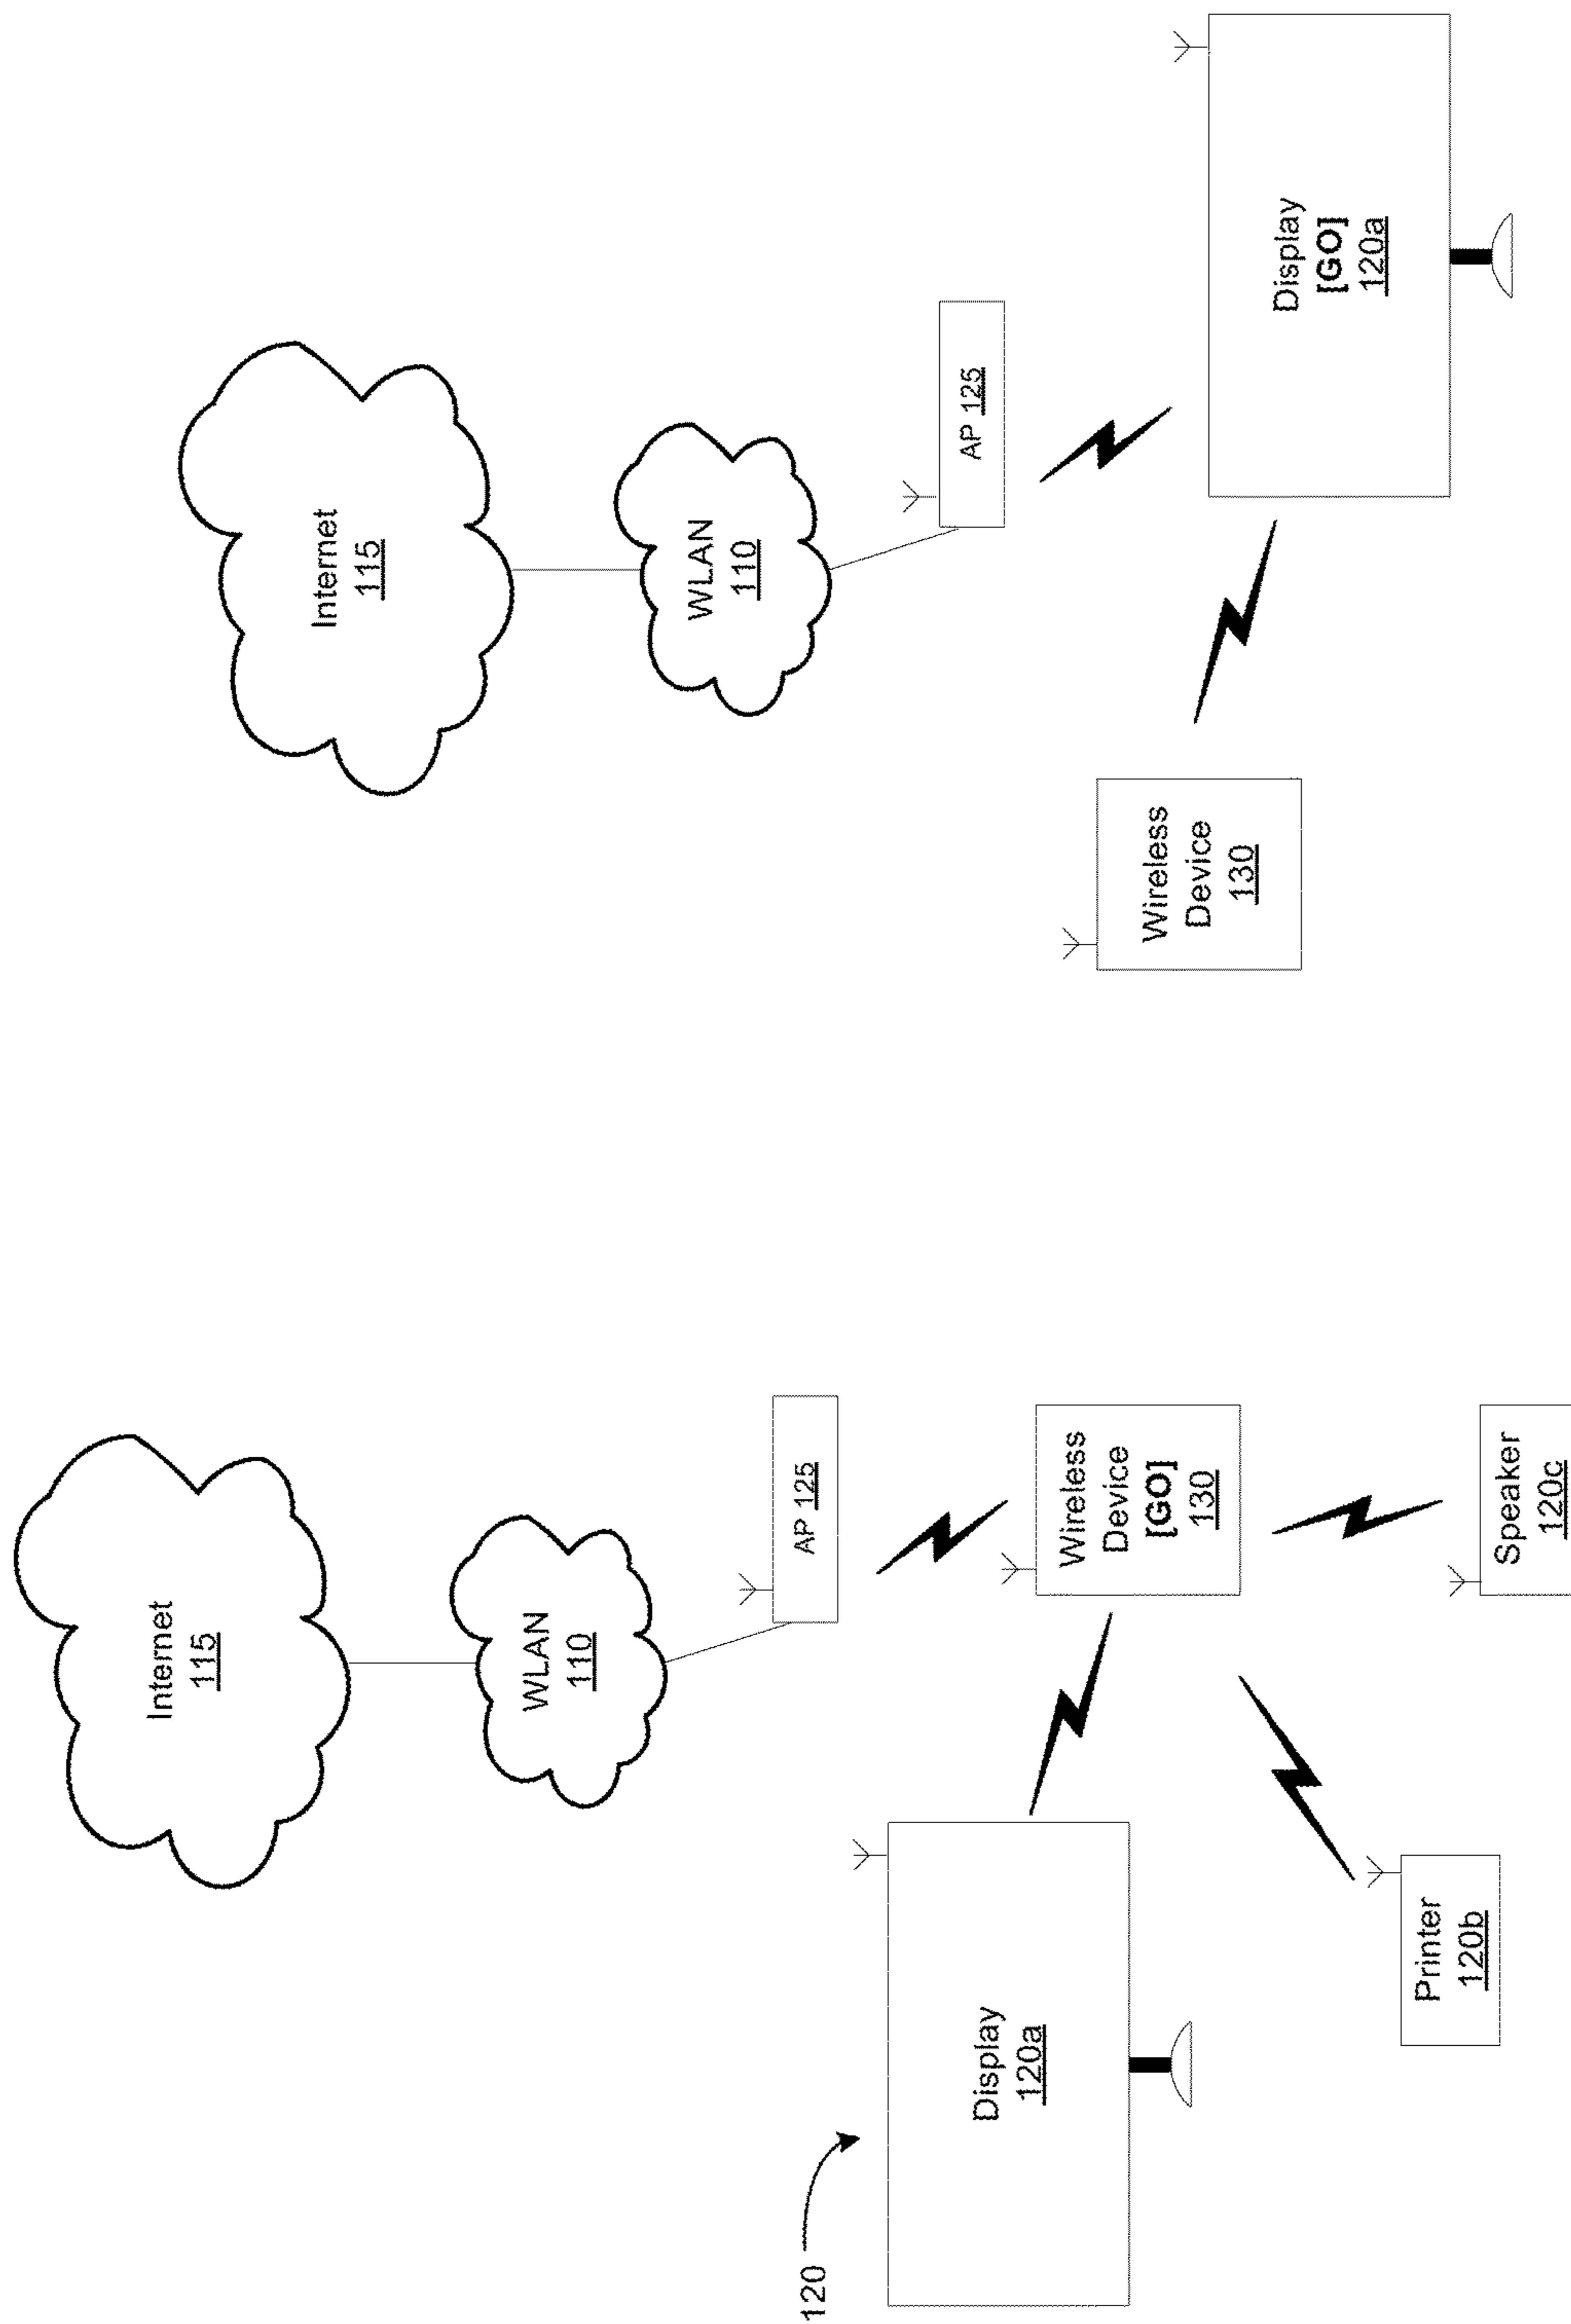 Internet
115
WLAN
110
AP 125
Wireless
Device
[GO]
130
120
Display
120a
Printer
120b
Speaker
120c
Internet
115
WLAN
110
AP 125
Wireless
Device
130
Display
[GO]
120a